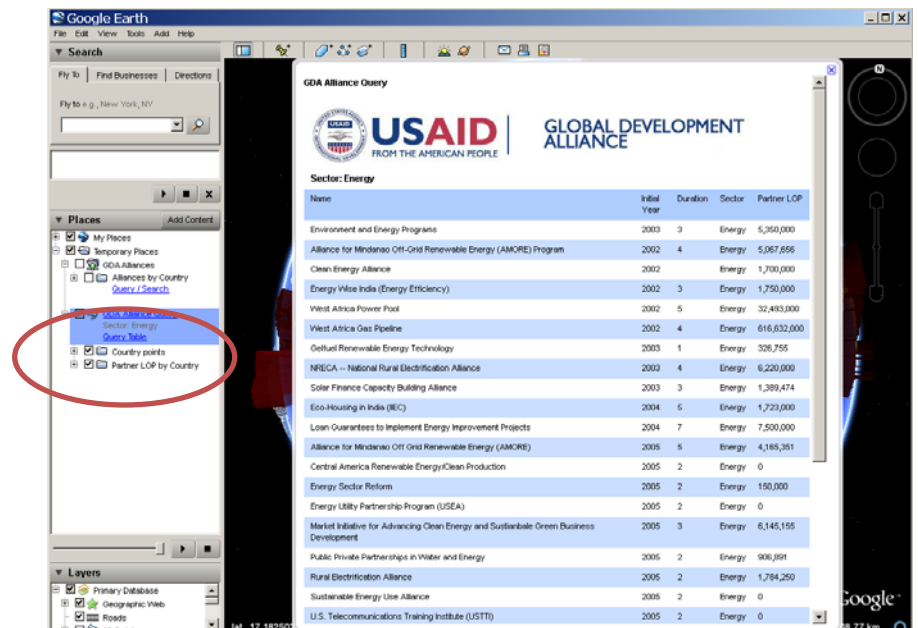 Google Earth
File Edit View Tools Add Help
Search
Fly To Find Businesses Directions
Fly to e.g., New York, NY
Places Add Content
My Places
Temporary Places
GDA Alliances
Alliances by Country
Query / Search
GDA Alliance Query
Sector: Energy
Query Table
Country points
Partner LOP by Country
Layers
Primary Database
Geographic Web
Roads
GDA Alliance Query
USAID
USAID
FROM THE AMERICAN PEOPLE
GLOBAL DEVELOPMENT
ALLIANCE
Sector: Energy
Name Initial Year Duration Sector Partner LOP
Environment and Energy Programs 2003 3 Energy 5,350,000
Alliance for Mindanao Off-Grid Renewable Energy (AMORE) Program 2002 4 Energy 5,067,656
Clean Energy Alliance 2002 Energy 1,700,000
Energy Wise India (Energy Efficiency) 2002 3 Energy 1,750,000
West Africa Power Pool 2002 5 Energy 32,493,000
West Africa Gas Pipeline 2002 4 Energy 616,632,000
Gelfuel Renewable Energy Technology 2003 1 Energy 326,755
NRECA -- National Rural Electrification Alliance 2003 4 Energy 6,220,000
Solar Finance Capacity Building Alliance 2003 3 Energy 1,389,474
Eco-Housing in India (IIEC) 2004 5 Energy 1,723,000
Loan Guarantees to Implement Energy Improvement Projects 2004 7 Energy 7,500,000
Alliance for Mindanao Off Grid Renewable Energy (AMORE) 2005 5 Energy 4,165,351
Central America Renewable Energy/Clean Production 2005 2 Energy 0
Energy Sector Reform 2005 2 Energy 150,000
Energy Utility Partnership Program (USEA) 2005 2 Energy 0
Market Initiative for Advancing Clean Energy and Sustianbale Green Business 2005 3 Energy 6,145,155
Development
Public Private Partnerships in Water and Energy 2005 2 Energy 906,891
Rural Electrification Alliance 2005 2 Energy 1,784,250
Sustainable Energy Use Alliance 2005 2 Energy 0
U.S. Telecommunications Training Institute (USTTI) 2005 2 Energy 0
N
Google